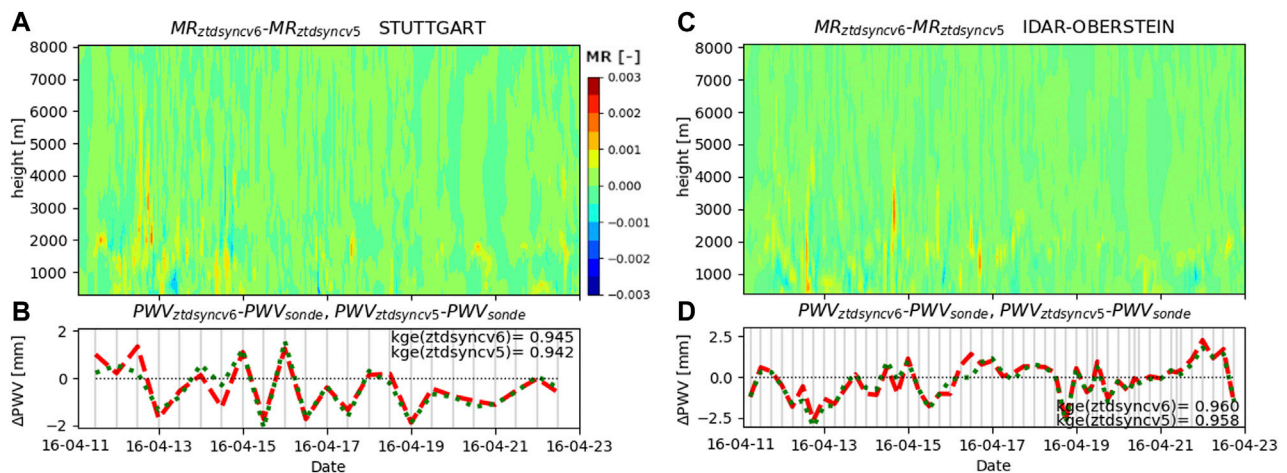 A
MR_ztdsyncv6-MR_ztdsyncv5 STUTTGART
MR [-]
height [m]
8000
7000
6000
5000
4000
3000
2000
1000
0.003
0.002
0.001
0.000
−0.001
−0.002
−0.003
B
PWV_ztdsyncv6-PWV_sonde, PWV_ztdsyncv5-PWV_sonde
kge(ztdsyncv6)= 0.945
kge(ztdsyncv5)= 0.942
ΔPWV [mm]
2
0
−2
16-04-11 16-04-13 16-04-15 16-04-17 16-04-19 16-04-21 16-04-23
Date
C
MR_ztdsyncv6-MR_ztdsyncv5 IDAR-OBERSTEIN
height [m]
8000
7000
6000
5000
4000
3000
2000
1000
D
PWV_ztdsyncv6-PWV_sonde, PWV_ztdsyncv5-PWV_sonde
ΔPWV [mm]
2.5
0.0
−2.5
kge(ztdsyncv6)= 0.960
kge(ztdsyncv5)= 0.958
16-04-11 16-04-13 16-04-15 16-04-17 16-04-19 16-04-21 16-04-23
Date